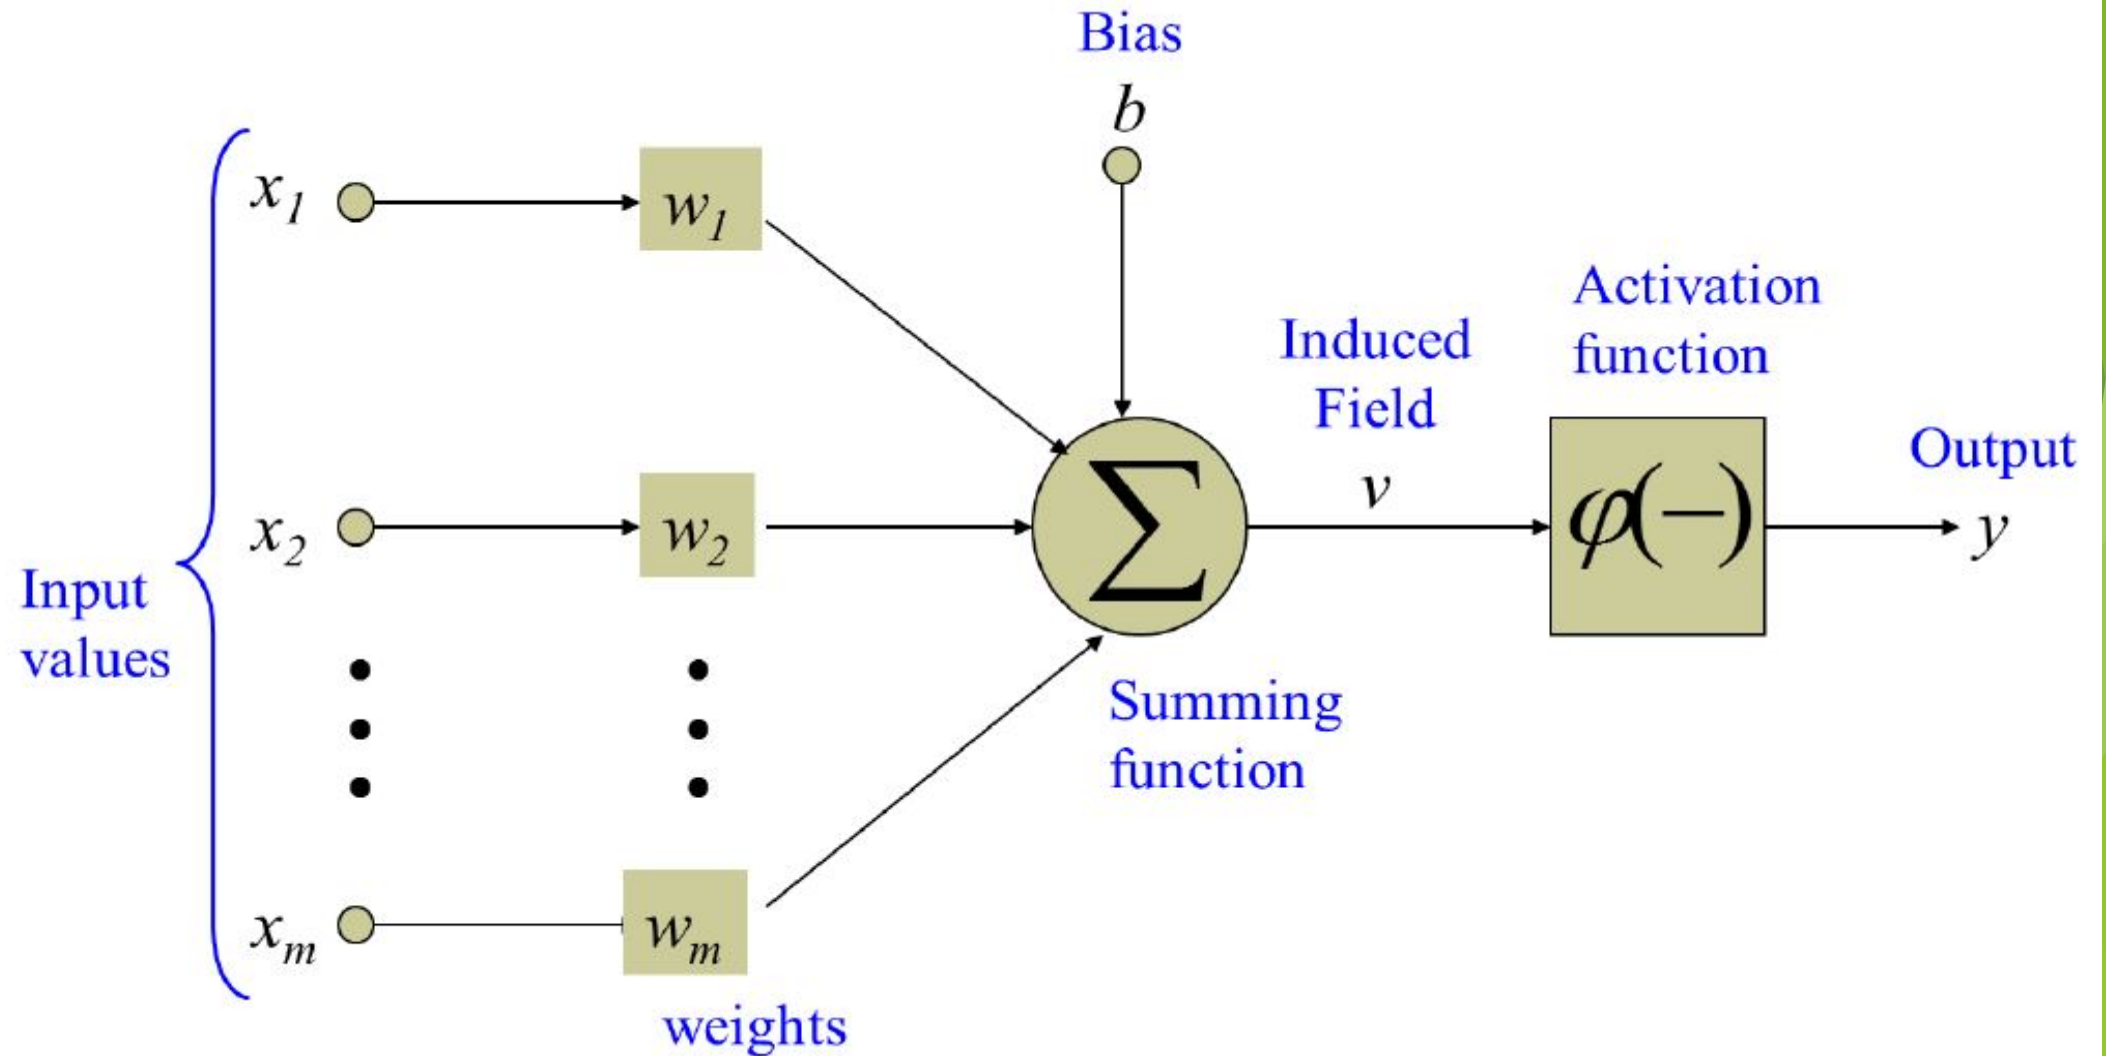 Bias
b
x1
w1
Activation
function
Induced
Field
v
Output
x2
w2
Σ
φ(−)
y
Input
values
Summing
function
xm
wm
weights